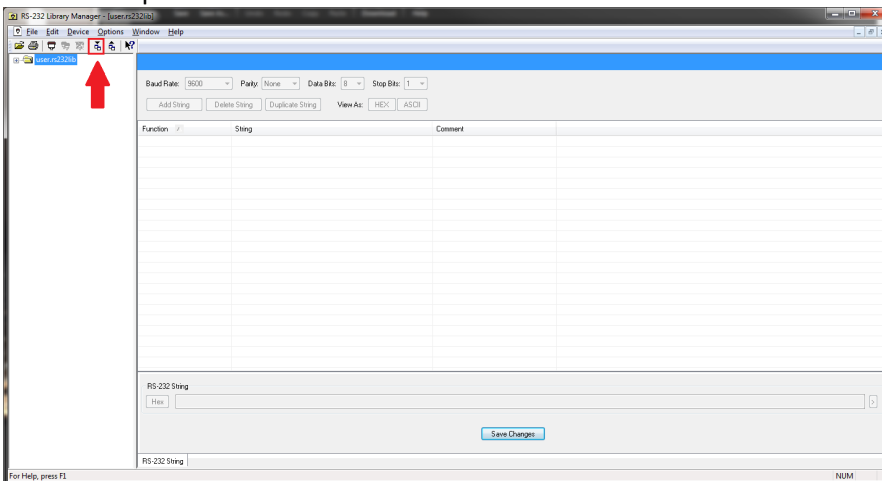 RS-232 Library Manager - [user.rs232lib]
File Edit Device Options Window Help
user.rs232lib
Baud Rate: 9600 Parity: None Data Bits: 8 Stop Bits: 1
Add String Delete String Duplicate String View As: HEX ASCII
Function String Comment
RS-232 String
Hex
Save Changes
RS-232 String
For Help, press F1 NUM